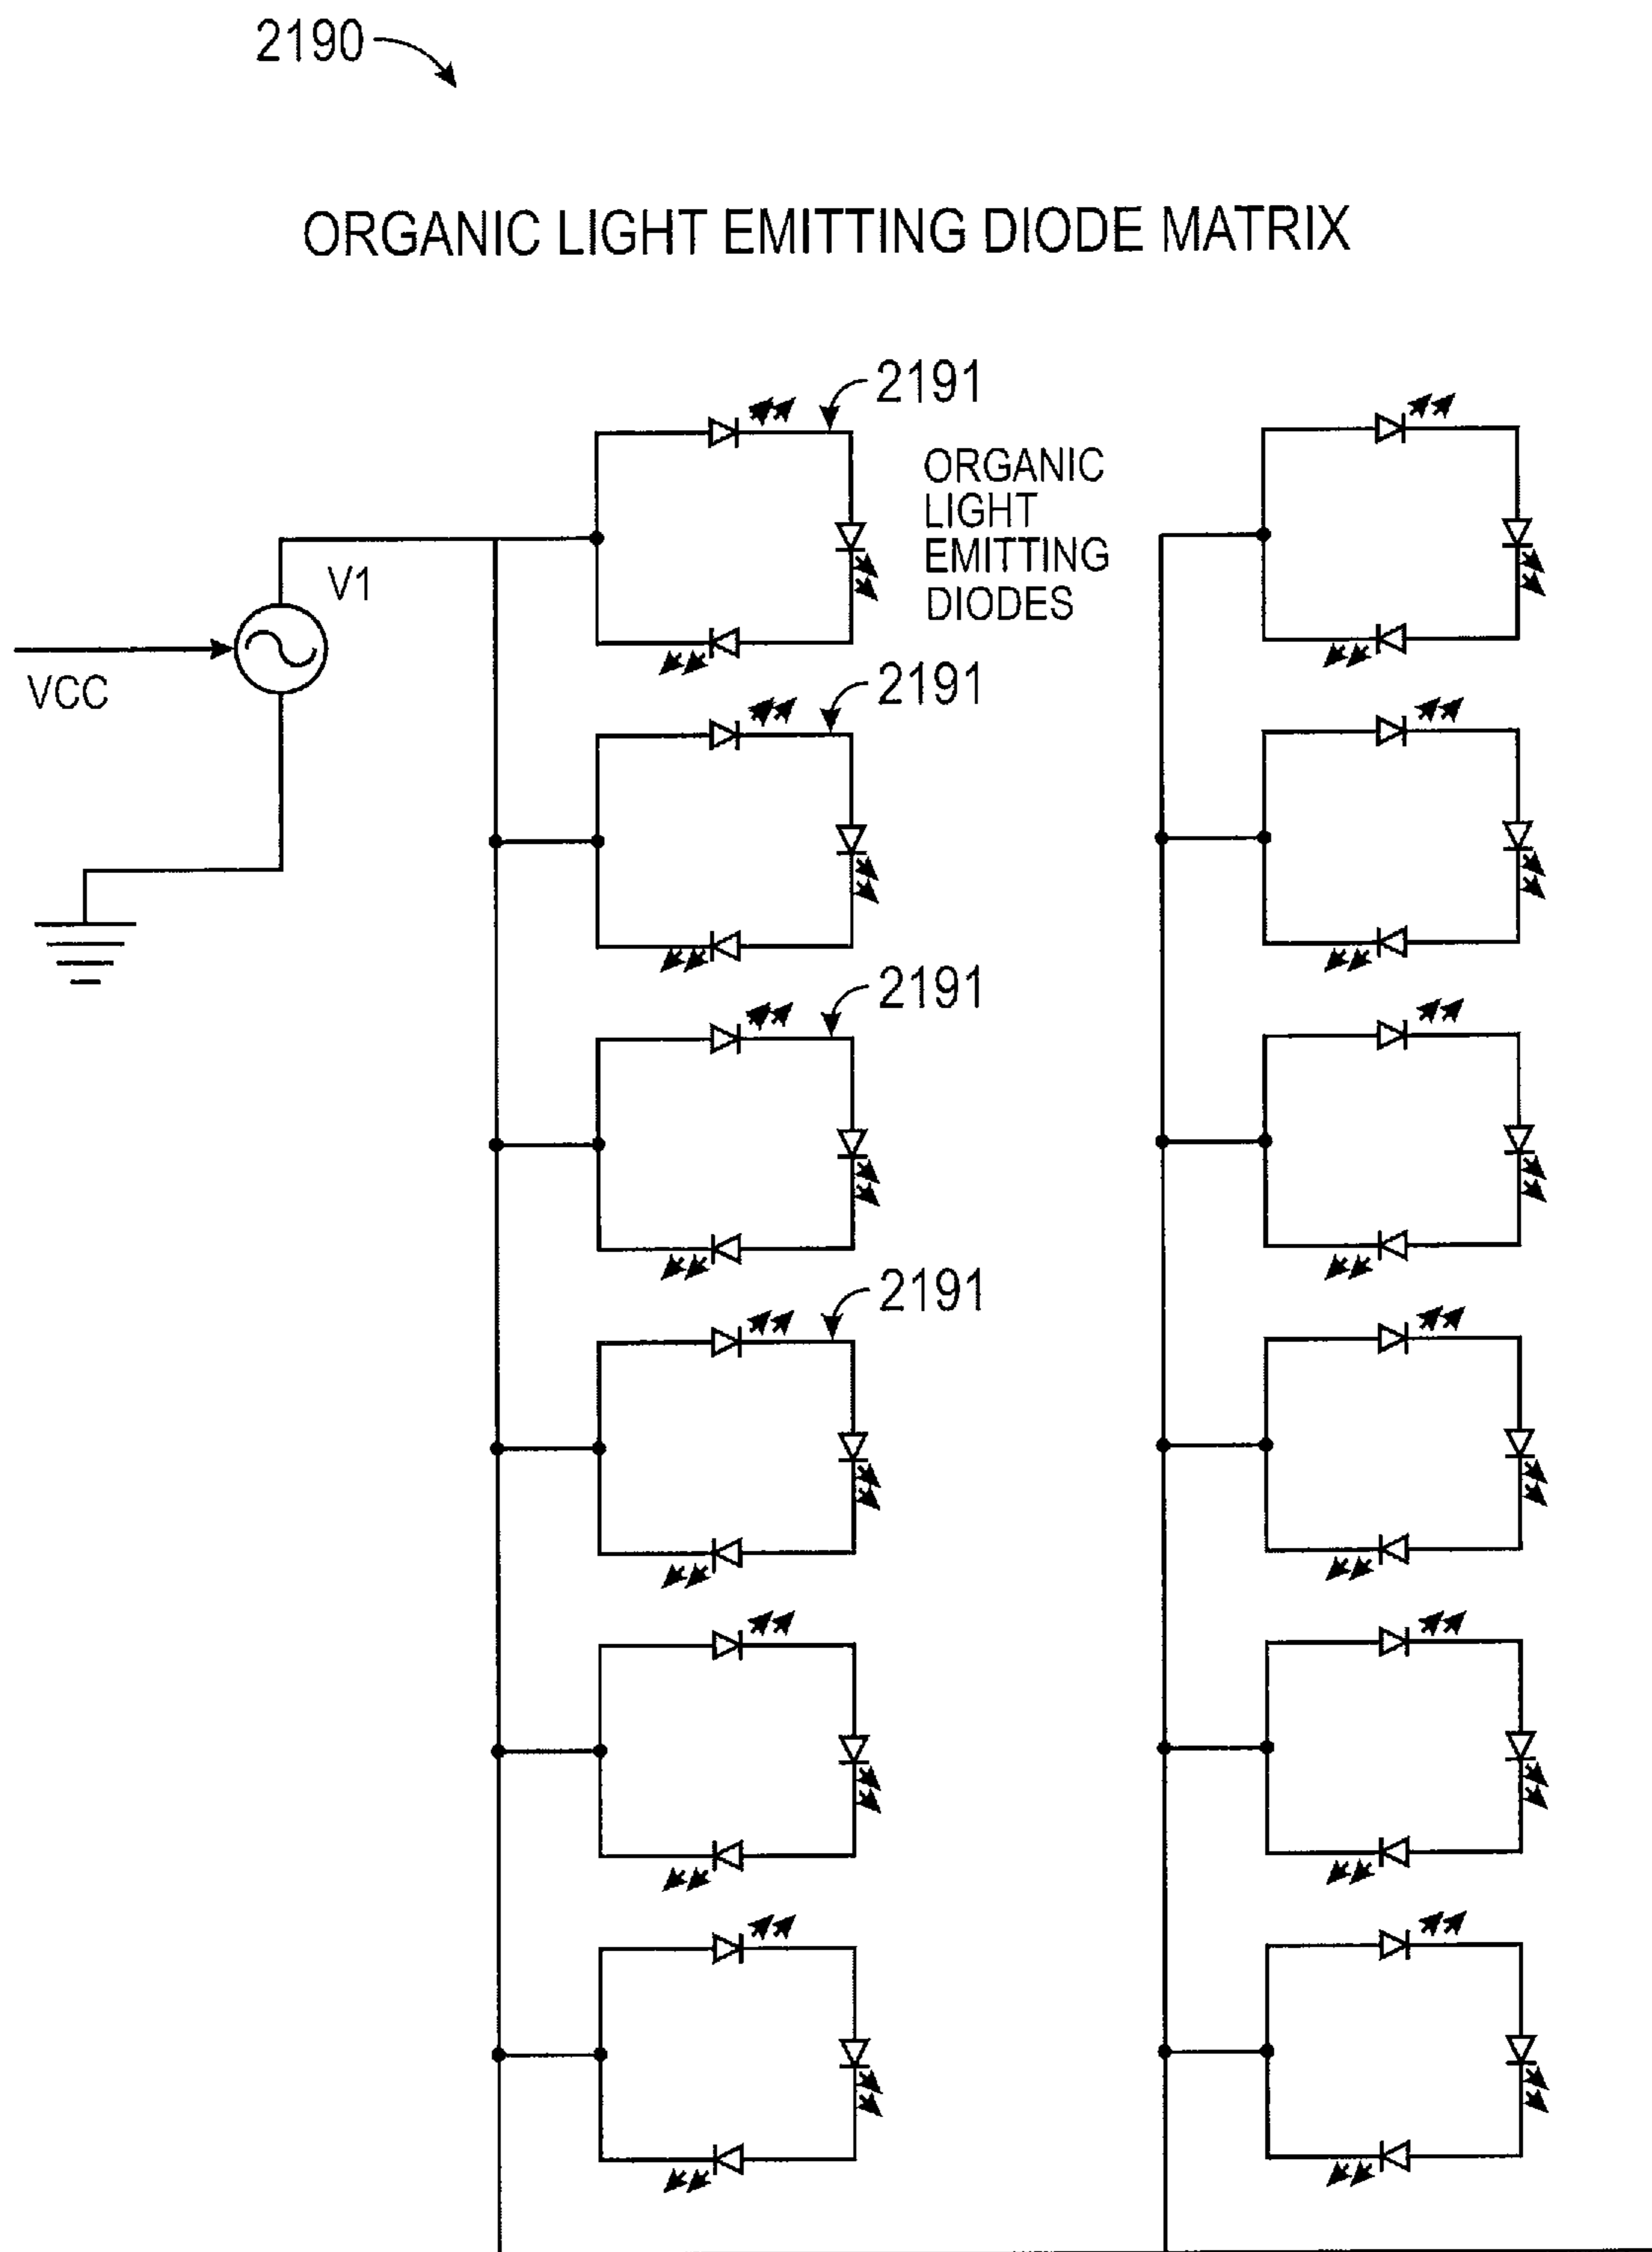 2190
ORGANIC LIGHT EMITTING DIODE MATRIX
2191
ORGANIC
LIGHT
EMITTING
DIODES
V1
VCC
2191
2191
2191